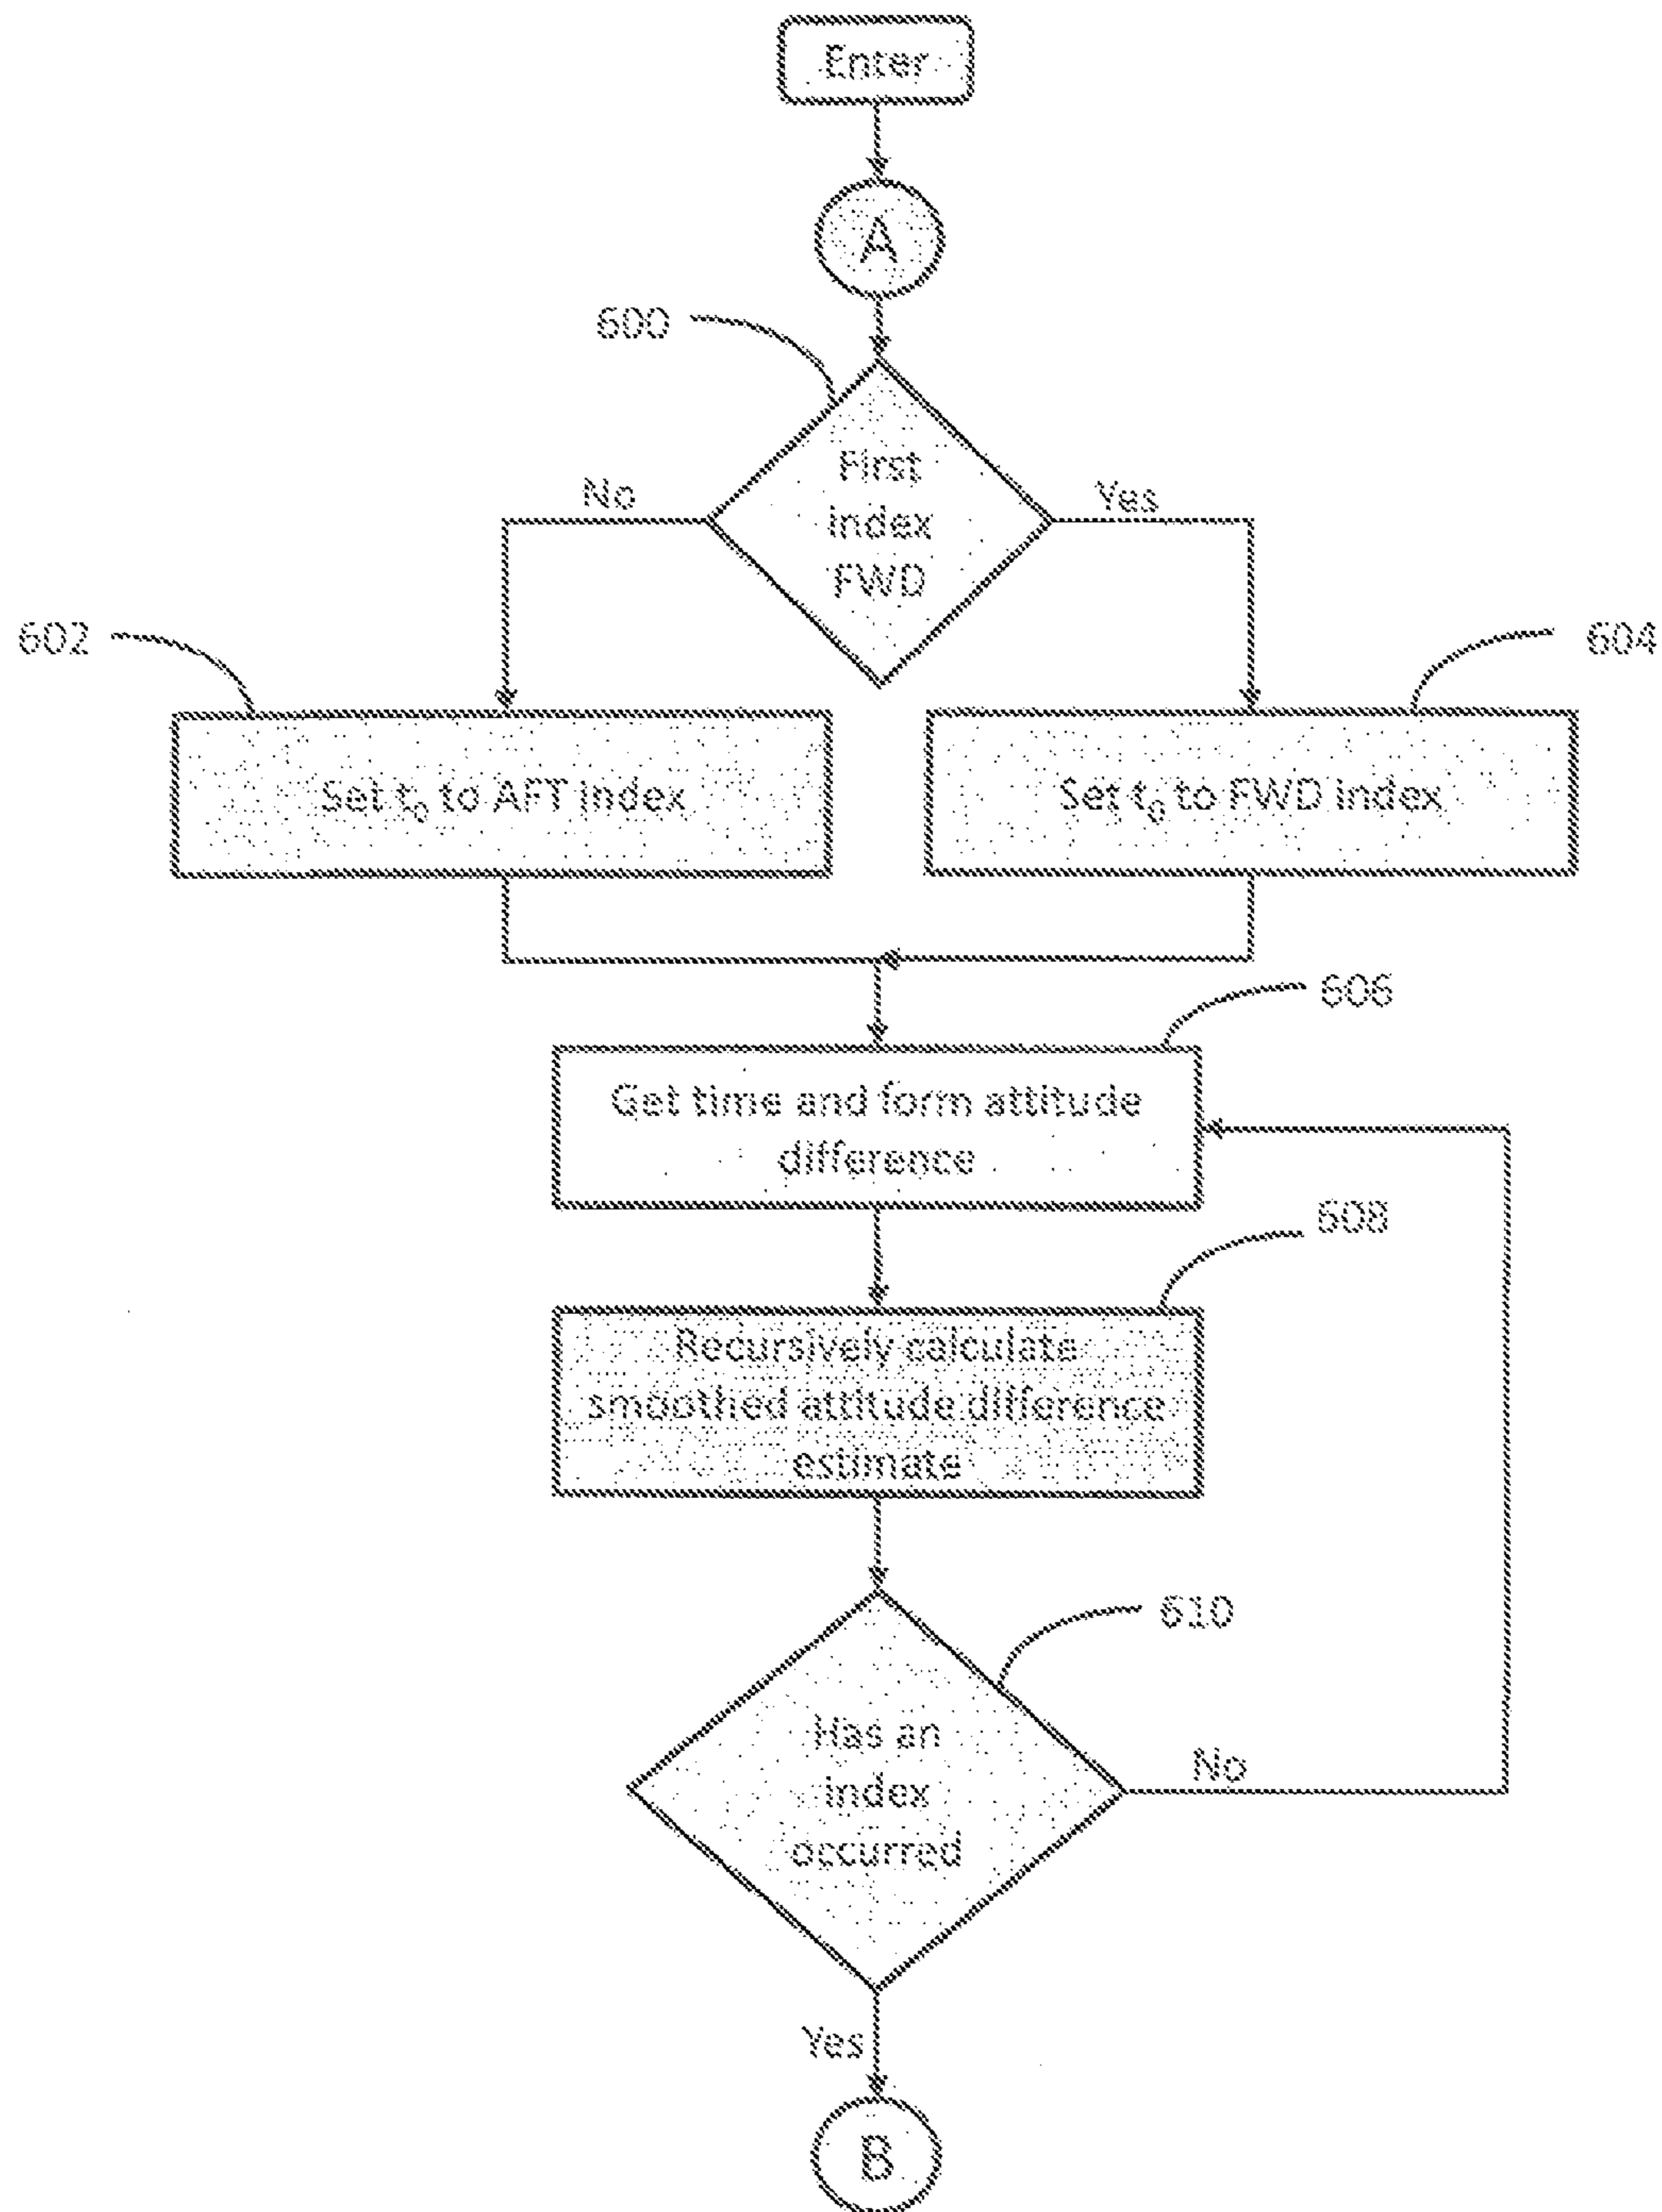 Enter
A
600
First
index
FWD
No
Yes
602
604
Set t₀ to AFT index
Set t₀ to FWD index
606
Get time and form attitude
difference
608
Recursively calculate
smoothed attitude difference
estimate
610
Has an
index
occurred
No
Yes
B